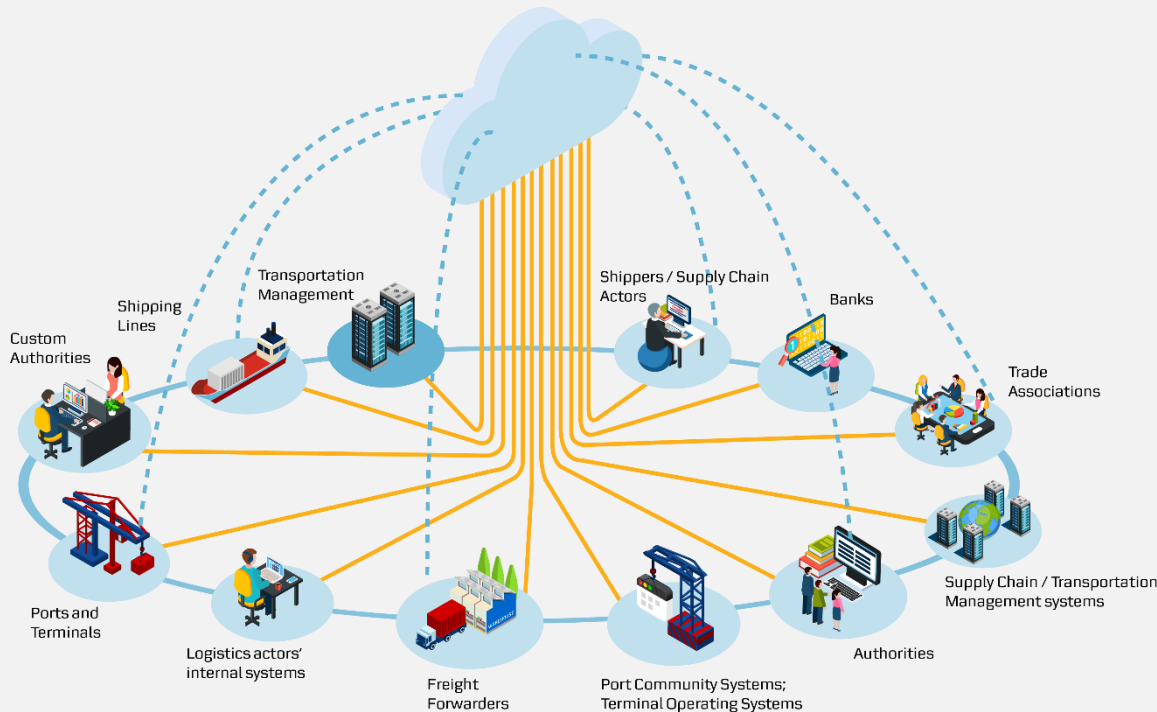 Transportation
Management
Shippers / Supply Chain
Actors
Banks
Shipping
Lines
Custom
Authorities
Trade
Associations
Supply Chain / Transportation
Management systems
Ports and
Terminals
Logistics actors'
internal systems
Freight
Forwarders
Port Community Systems;
Terminal Operating Systems
Authorities
WAREHOUSE